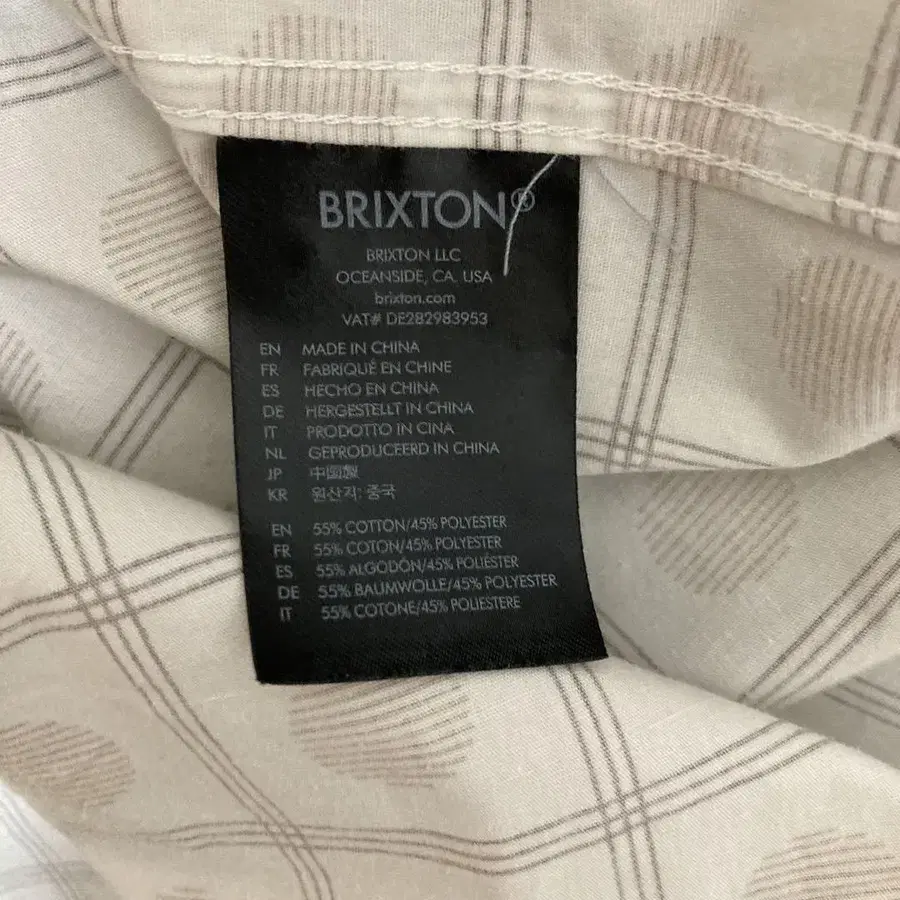 BRIXTON®
BRIXTON LLC
OCEANSIDE, CA. USA
brixton.com
VAT# DE282983953
EN MADE IN CHINA
FR FABRIQUÉ EN CHINE
ES HECHO EN CHINA
DE HERGESTELLT IN CHINA
IT PRODOTTO IN CINA
NL GEPRODUCEERD IN CHINA
JP 中国製
KR 원산지: 중국
EN 55% COTTON/45% POLYESTER
FR 55% COTON/45% POLYESTER
ES 55% ALGODÓN/45% POLIÉSTER
DE 55% BAUMWOLLE/45% POLYESTER
IT 55% COTONE/45% POLIESTERE